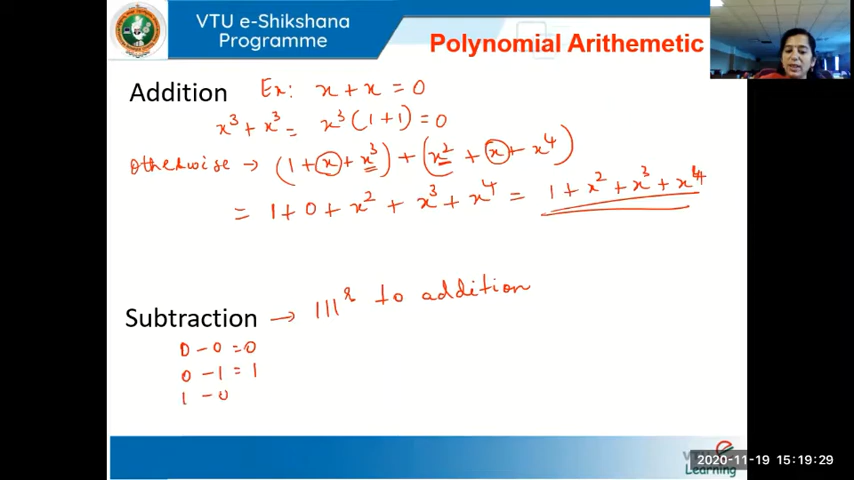 VTU e-Shikshana
Programme
Polynomial Arithemetic
Addition Ex: x + x = 0
x³ + x³ = x³ (1+1) = 0
otherwise → (1 + x + x³) + (x² + x + x⁴)
= 1 + 0 + x² + x³ + x⁴ = 1 + x² + x³ + x⁴
Subtraction → |||ʳ to addition
0 - 0 = 0
0 - 1 = 1
1 - 0
2020-11-19 15:19:29
Learning